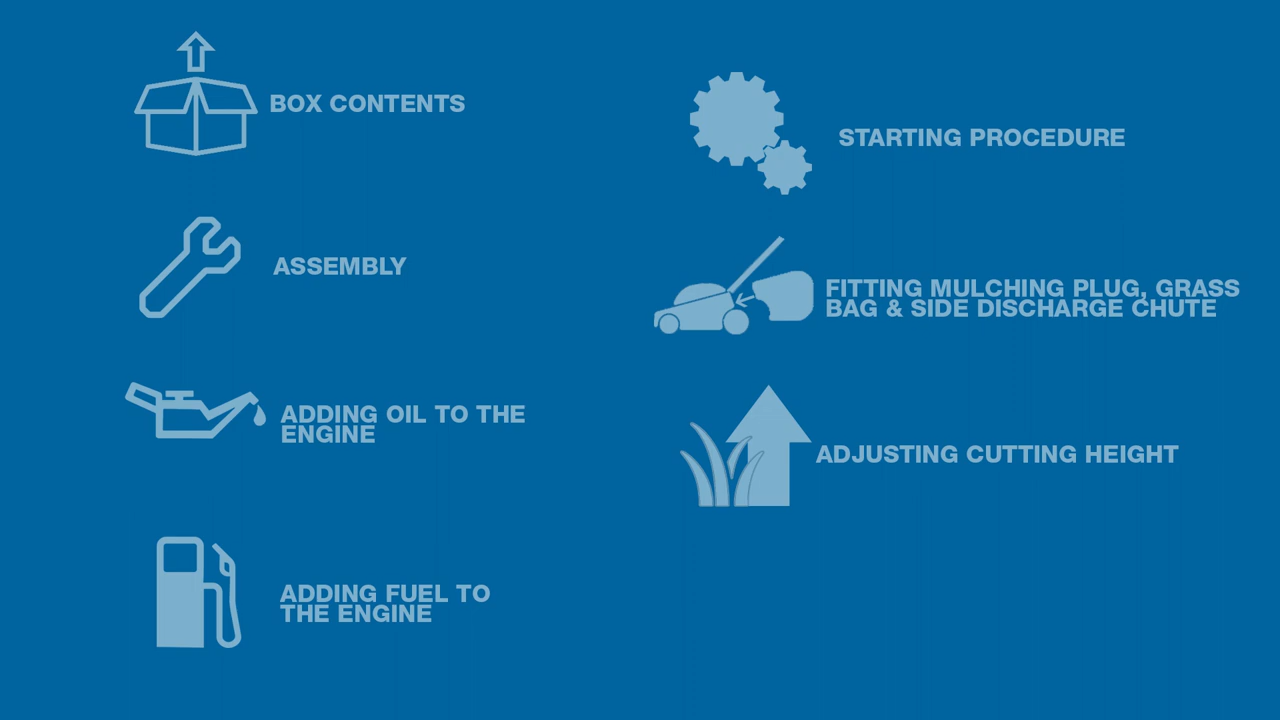 BOX CONTENTS
ASSEMBLY
ADDING OIL TO THE
ENGINE
ADDING FUEL TO
THE ENGINE
STARTING PROCEDURE
FITTING MULCHING PLUG, GRASS
BAG & SIDE DISCHARGE CHUTE
ADJUSTING CUTTING HEIGHT